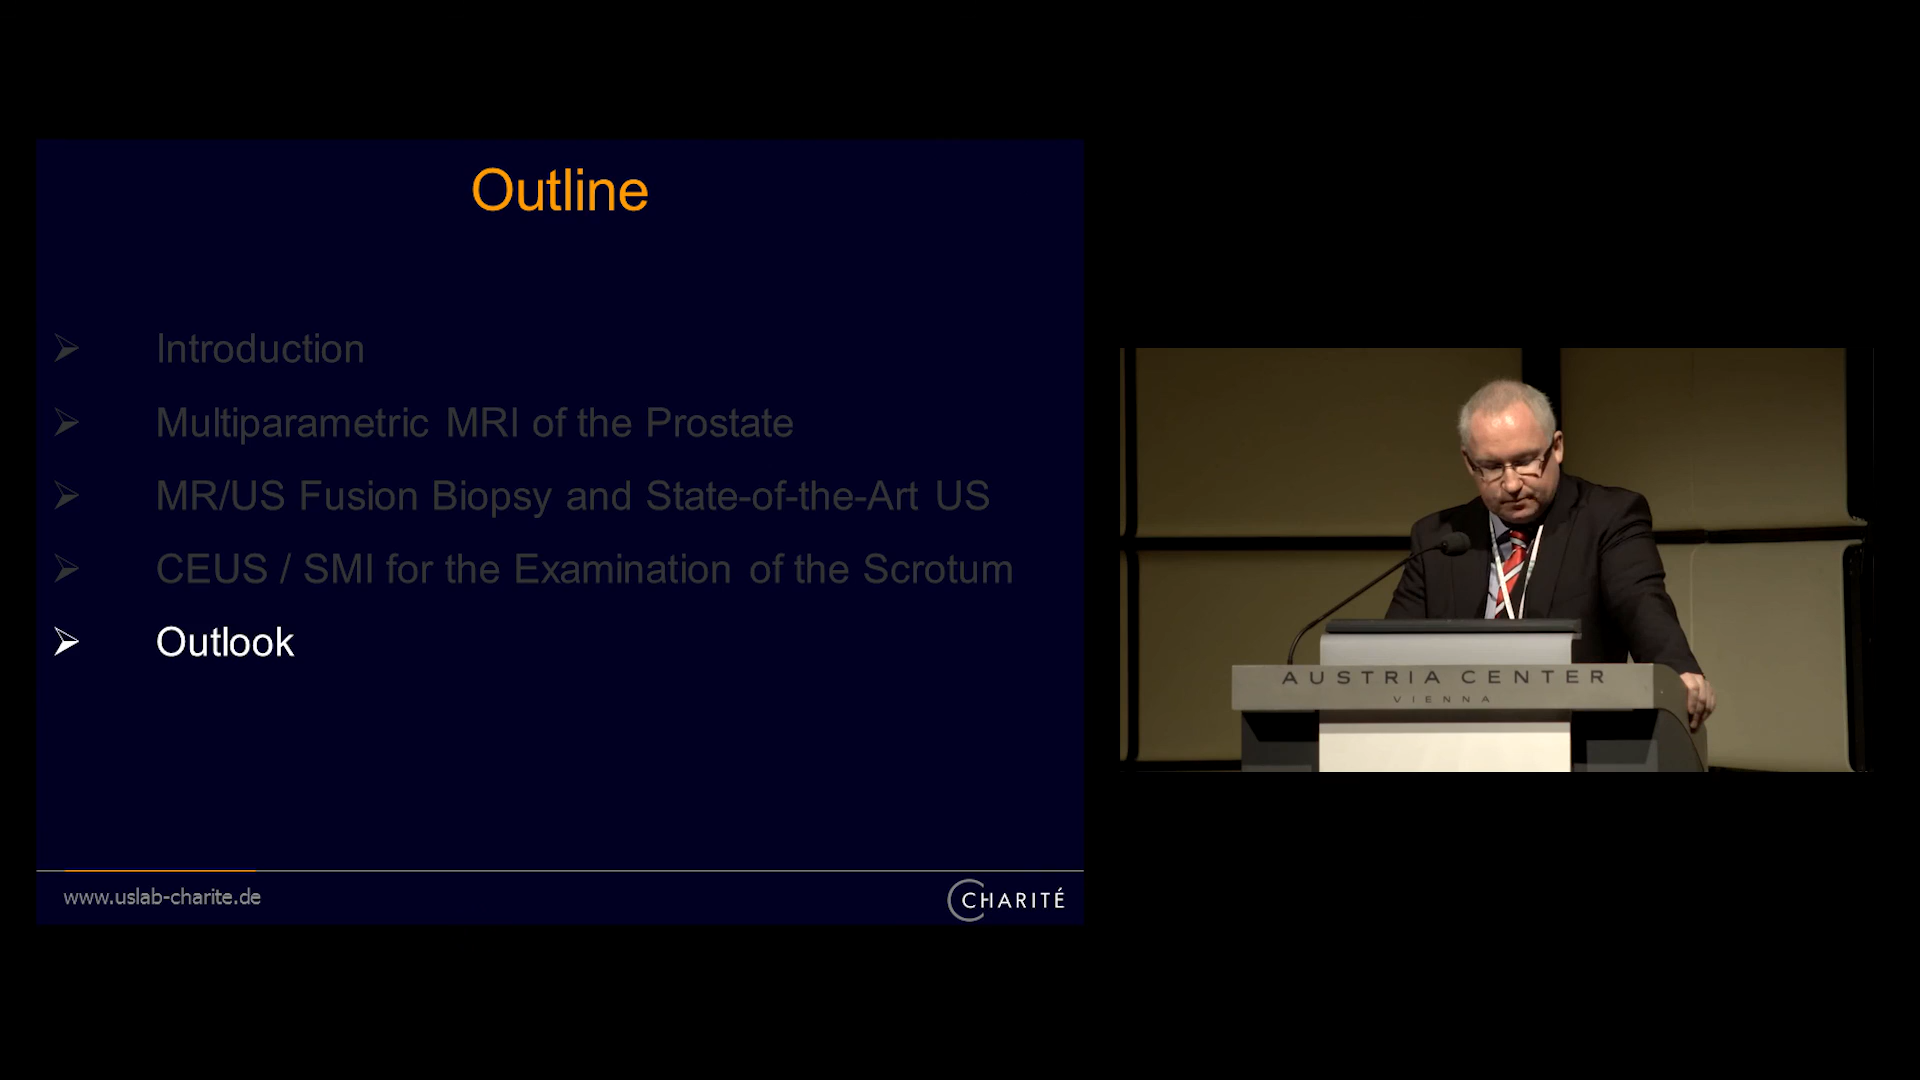 Outline
Introduction
Multiparametric MRI of the Prostate
MR/US Fusion Biopsy and State-of-the-Art US
CEUS / SMI for the Examination of the Scrotum
Outlook
www.uslab-charite.de
CHARITÉ
AUSTRIA CENTER
VIENNA